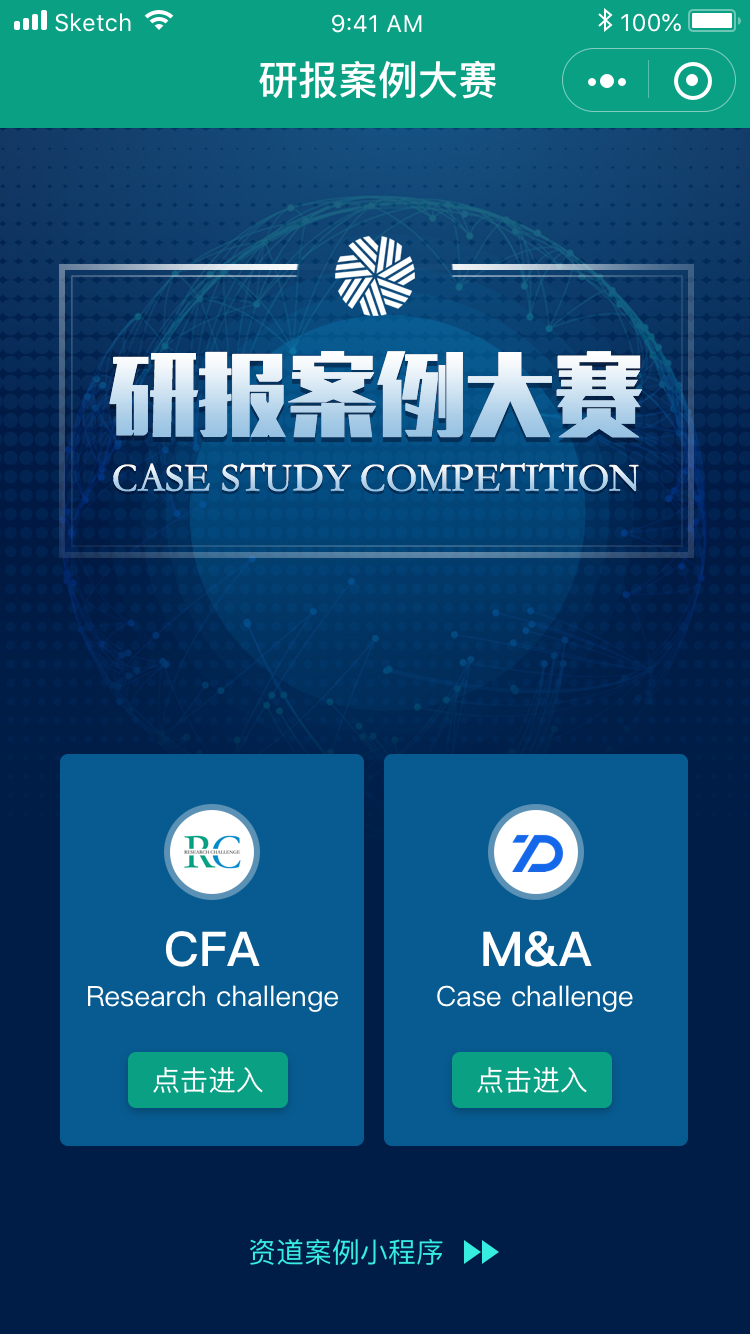 Sketch 9:41 AM 100%
研报案例大赛
研报案例大赛
CASE STUDY COMPETITION
RC
RESEARCH CHALLENGE
CFA
Research challenge
点击进入
M&A
Case challenge
点击进入
资道案例小程序